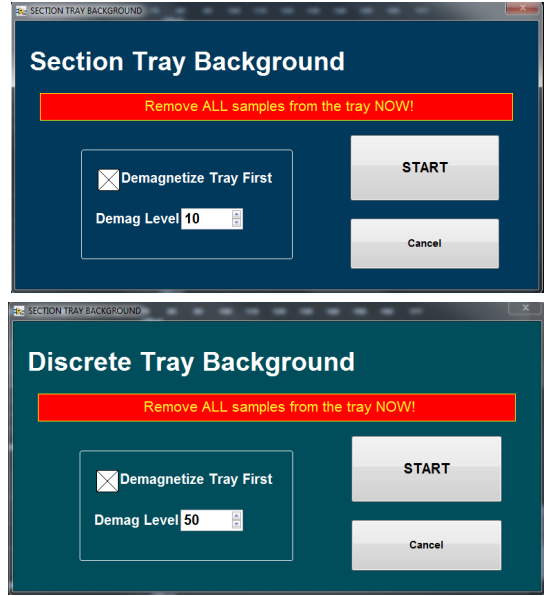 SECTION TRAY BACKGROUND
Section Tray Background
Remove ALL samples from the tray NOW!
Demagnetize Tray First
START
Demag Level 10
Cancel
SECTION TRAY BACKGROUND
Discrete Tray Background
Remove ALL samples from the tray NOW!
Demagnetize Tray First
START
Demag Level 50
Cancel